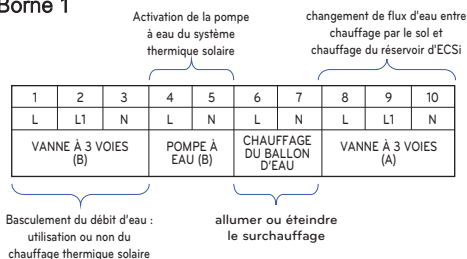 Borne 1
Activation de la pompe
à eau du système
thermique solaire
changement de flux d'eau entre
chauffage par le sol et
chauffage du réservoir d'ECSi
1 2 3 4 5 6 7 8 9 10
L L1 N L N L N L L1 N
VANNE À 3 VOIES
(B)
POMPE À
EAU (B)
CHAUFFAGE
DU BALLON
D'EAU
VANNE À 3 VOIES
(A)
Basculement du débit d'eau :
utilisation ou non du
chauffage thermique solaire
allumer ou éteindre
le surchauffage